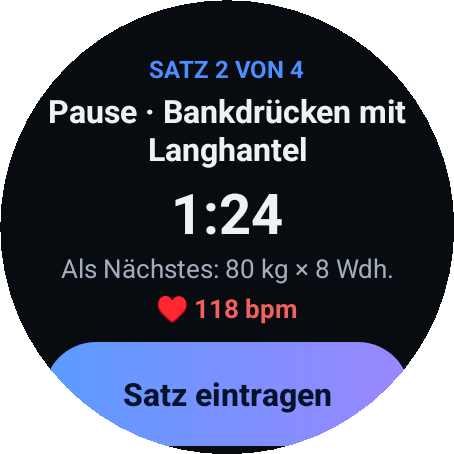 SATZ 2 VON 4
Pause · Bankdrücken mit
Langhantel
1:24
Als Nächstes: 80 kg × 8 Wdh.
❤️ 118 bpm
Satz eintragen